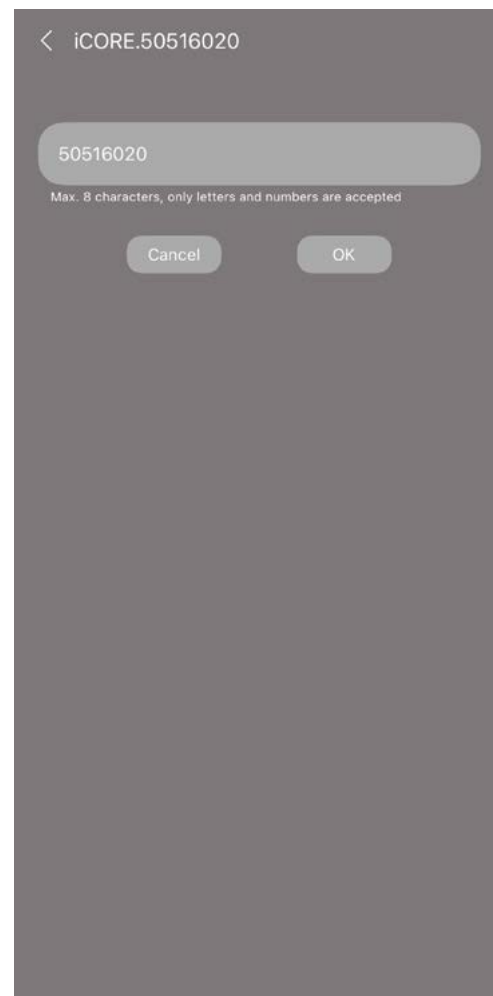 iCORE.50516020
50516020
Max. 8 characters, only letters and numbers are accepted
Cancel OK